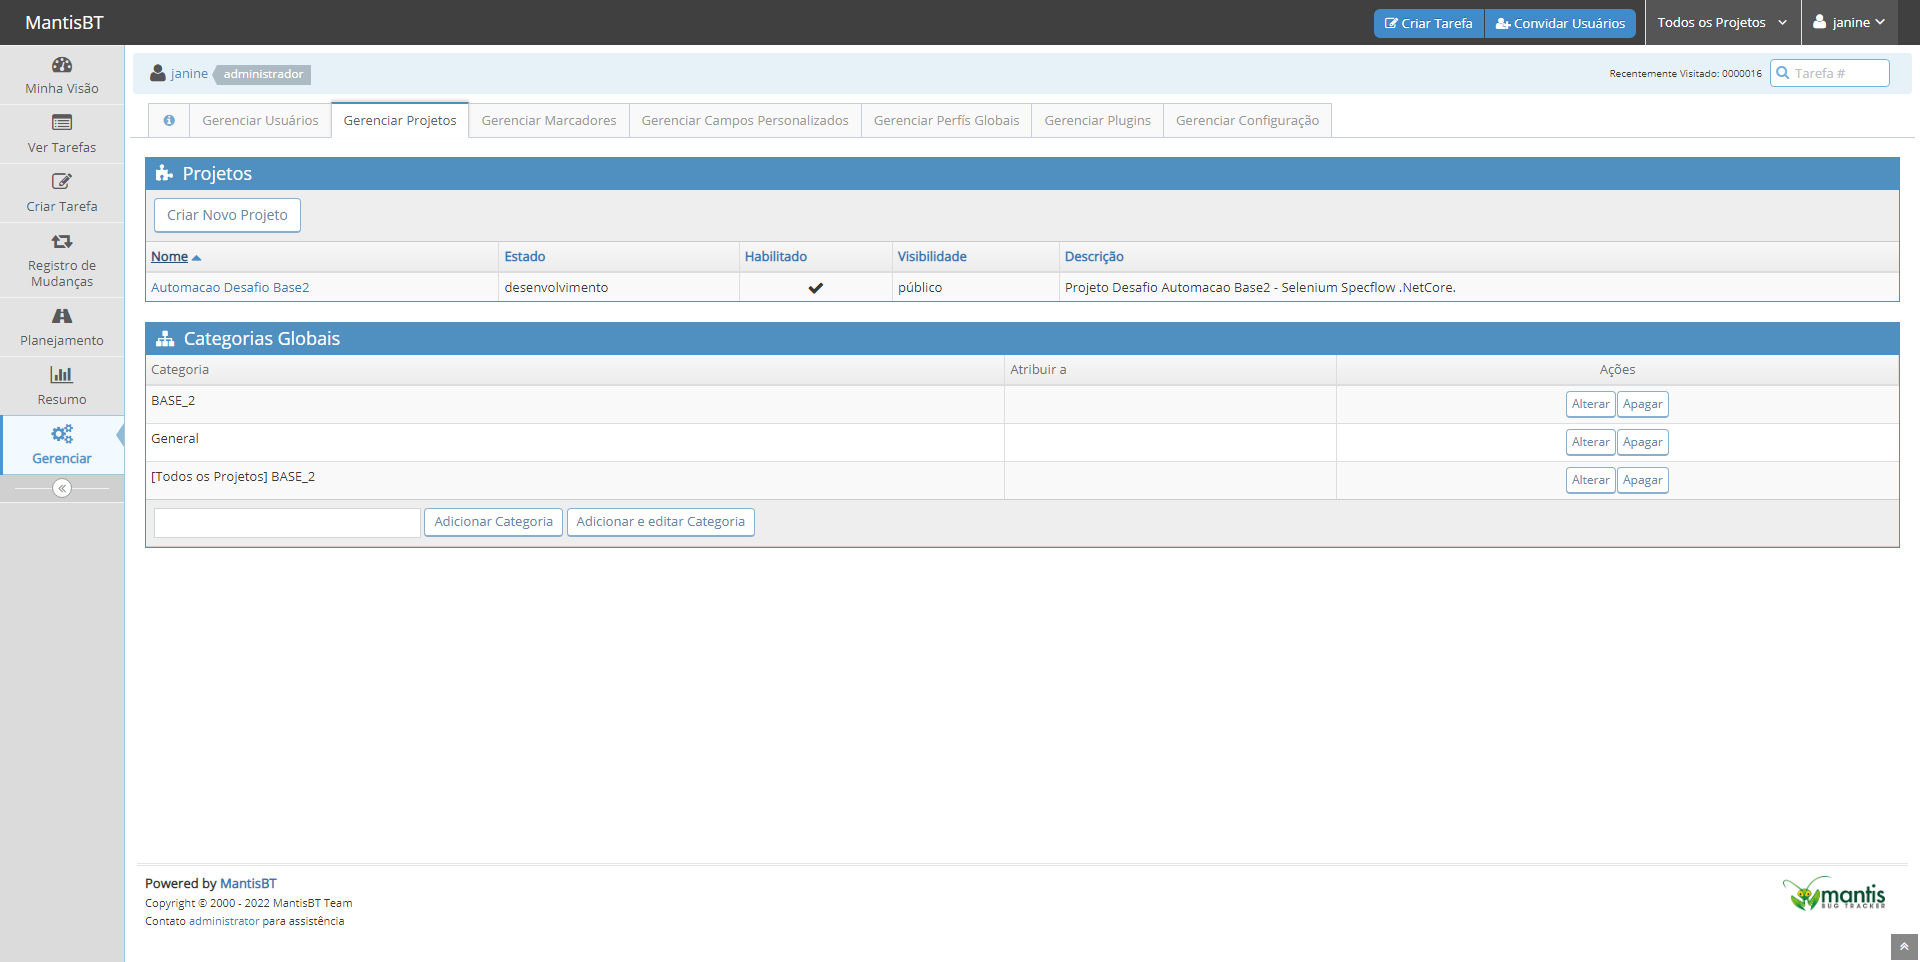 MantisBT
Criar Tarefa
Convidar Usuários
Todos os Projetos
janine
Minha Visão
Ver Tarefas
Criar Tarefa
Registro de
Mudanças
Planejamento
Resumo
Gerenciar
janine
administrador
Recentemente Visitado: 0000016
Tarefa #
Gerenciar Usuários
Gerenciar Projetos
Gerenciar Marcadores
Gerenciar Campos Personalizados
Gerenciar Perfís Globais
Gerenciar Plugins
Gerenciar Configuração
Projetos
Criar Novo Projeto
Nome Estado Habilitado Visibilidade Descrição
Automacao Desafio Base2 desenvolvimento público Projeto Desafio Automacao Base2 - Selenium Specflow .NetCore.
Categorias Globais
Categoria Atribuir a Ações
BASE_2 Alterar Apagar
General Alterar Apagar
[Todos os Projetos] BASE_2 Alterar Apagar
Adicionar Categoria Adicionar e editar Categoria
Powered by MantisBT
Copyright © 2000 - 2022 MantisBT Team
Contato administrator para assistência
mantis
BUG TRACKER